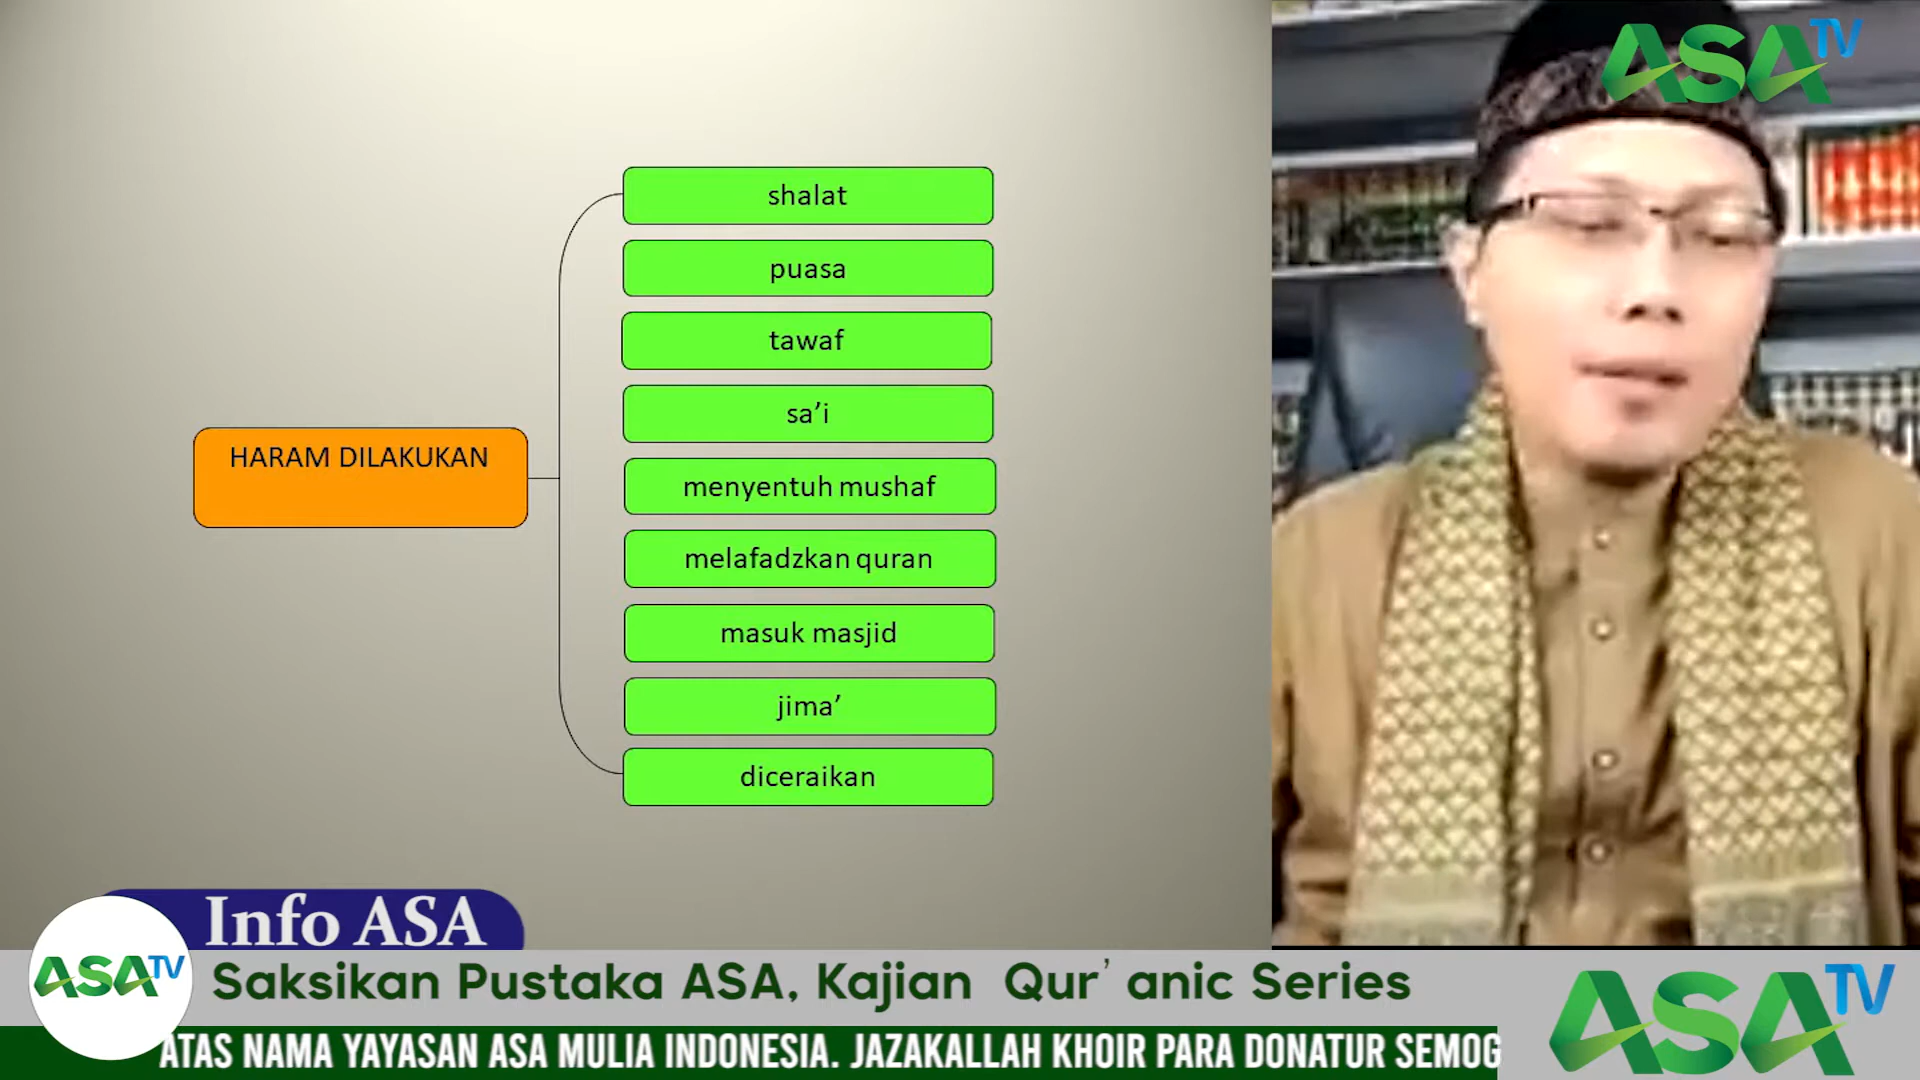 ASA TV
shalat
puasa
tawaf
sa’i
HARAM DILAKUKAN
menyentuh mushaf
melafadzkan quran
masuk masjid
jima’
diceraikan
Info ASA
ASA TV
Saksikan Pustaka ASA, Kajian Qur’ anic Series
ASA TV
ATAS NAMA YAYASAN ASA MULIA INDONESIA. JAZAKALLAH KHOIR PARA DONATUR SEMOG